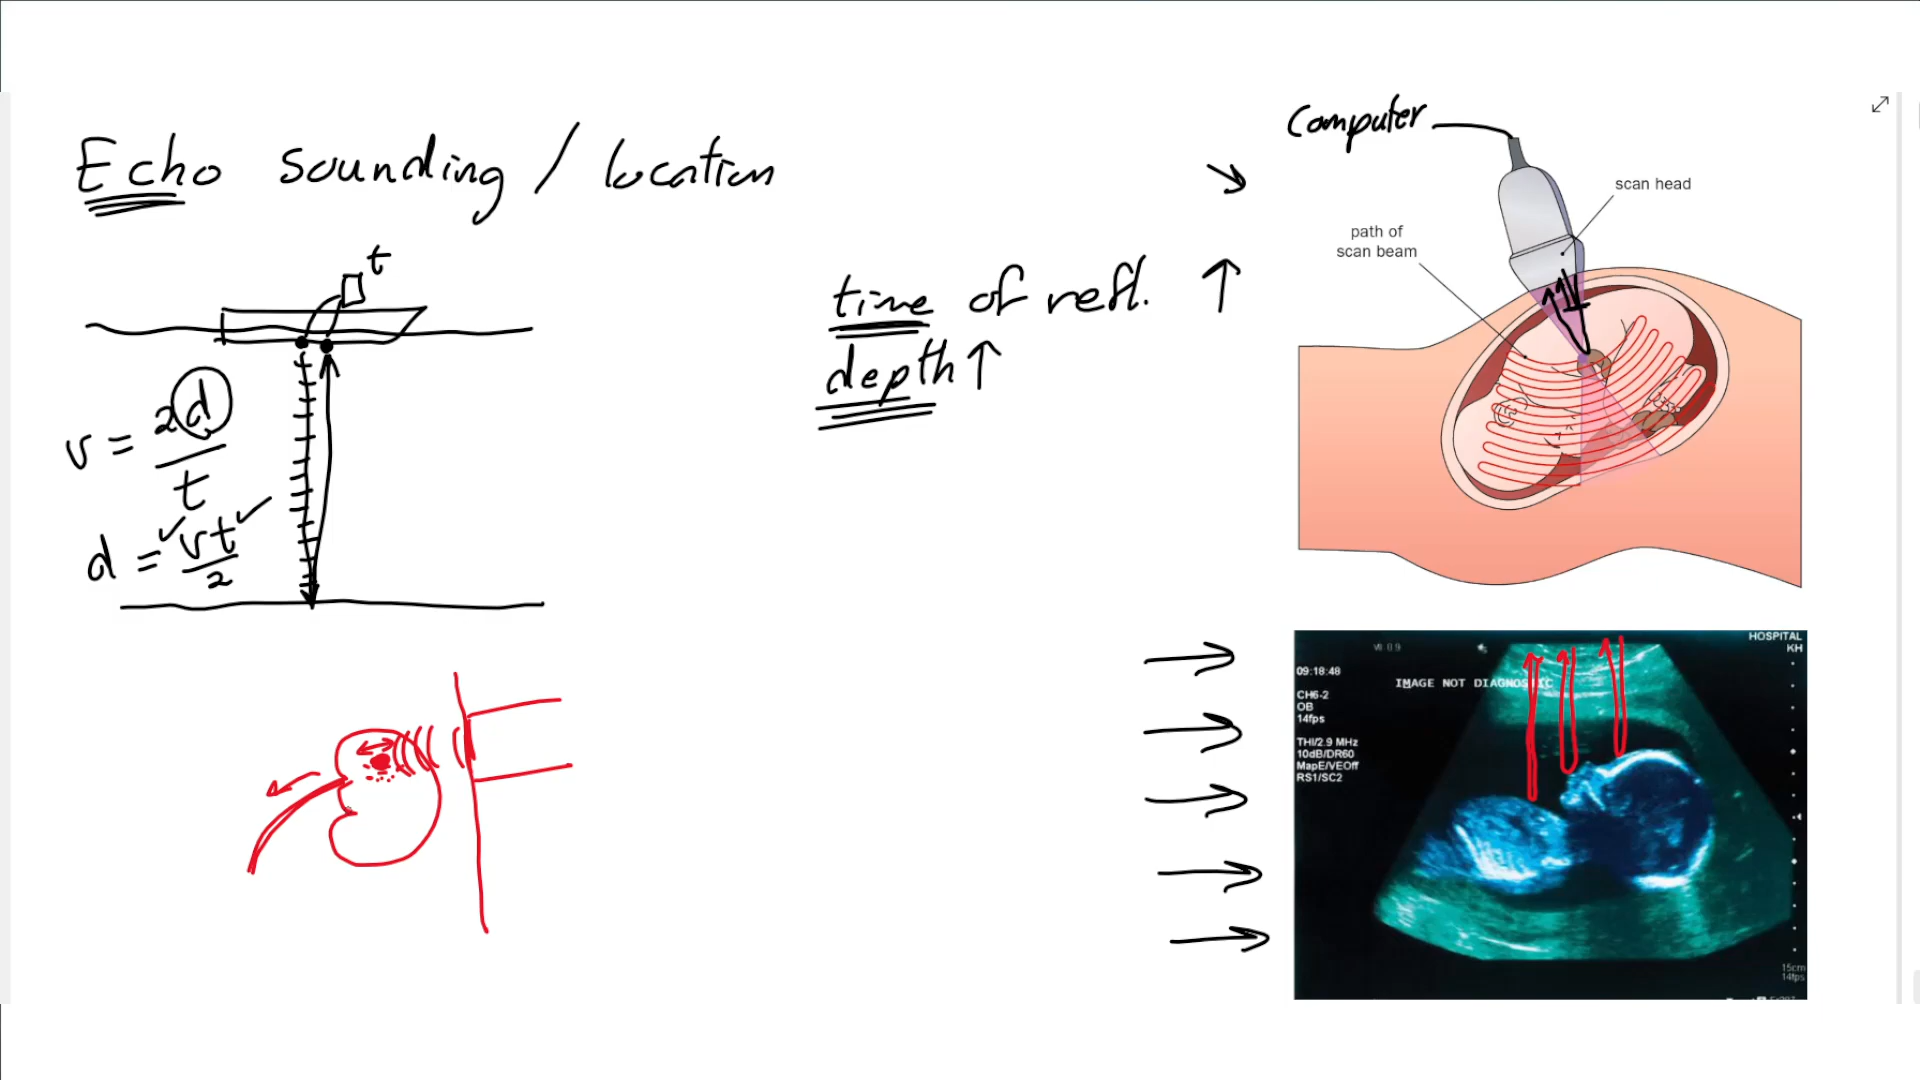 Echo sounding / location
t
v = 2d/t
d = vt/2
time of refl. ↑
depth ↑
Computer
scan head
path of
scan beam
HOSPITAL
KH
09:18:48
IMAGE NOT DIAGNOSTIC
CH6-2
OB
14fps
THI/2.9 MHz
10dB/DR60
MapE/VEOff
RS1/SC2
15cm
14fps